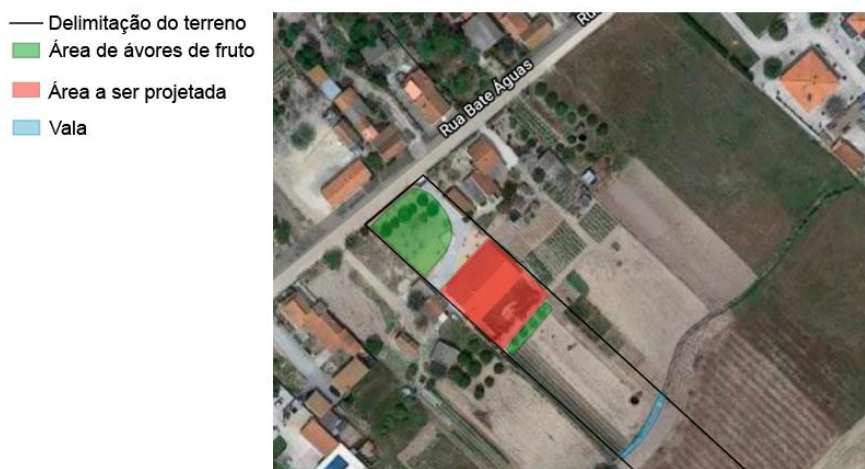 Delimitação do terreno
Área de ávores de fruto
Área a ser projetada
Vala
Rua Bate Águas